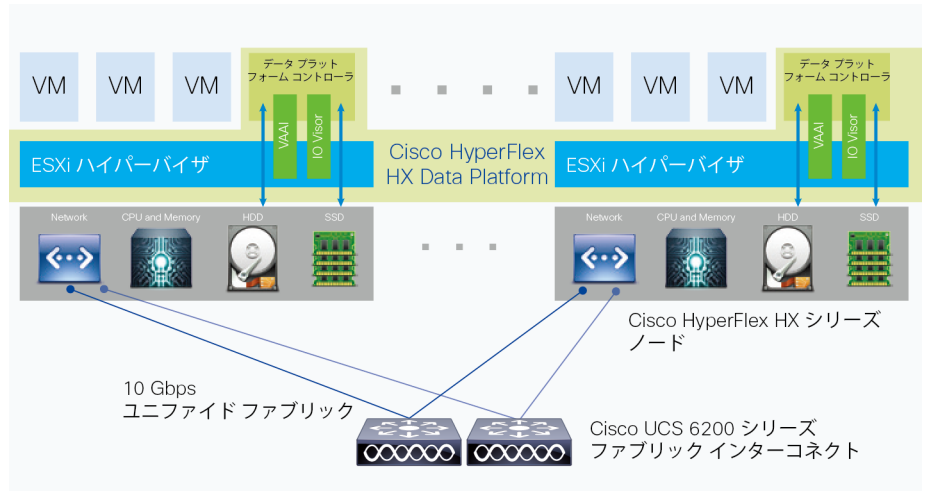 VM
VM
VM
データ プラット
フォーム コントローラ
VAAI
IO Visor
VM
VM
VM
データ プラット
フォーム コントローラ
VAAI
IO Visor
ESXi ハイパーバイザ
Cisco HyperFlex
HX Data Platform
ESXi ハイパーバイザ
Network
CPU and Memory
HDD
SSD
Network
CPU and Memory
HDD
SSD
Cisco HyperFlex HX シリーズ
ノード
10 Gbps
ユニファイド ファブリック
Cisco UCS 6200 シリーズ
ファブリック インターコネクト